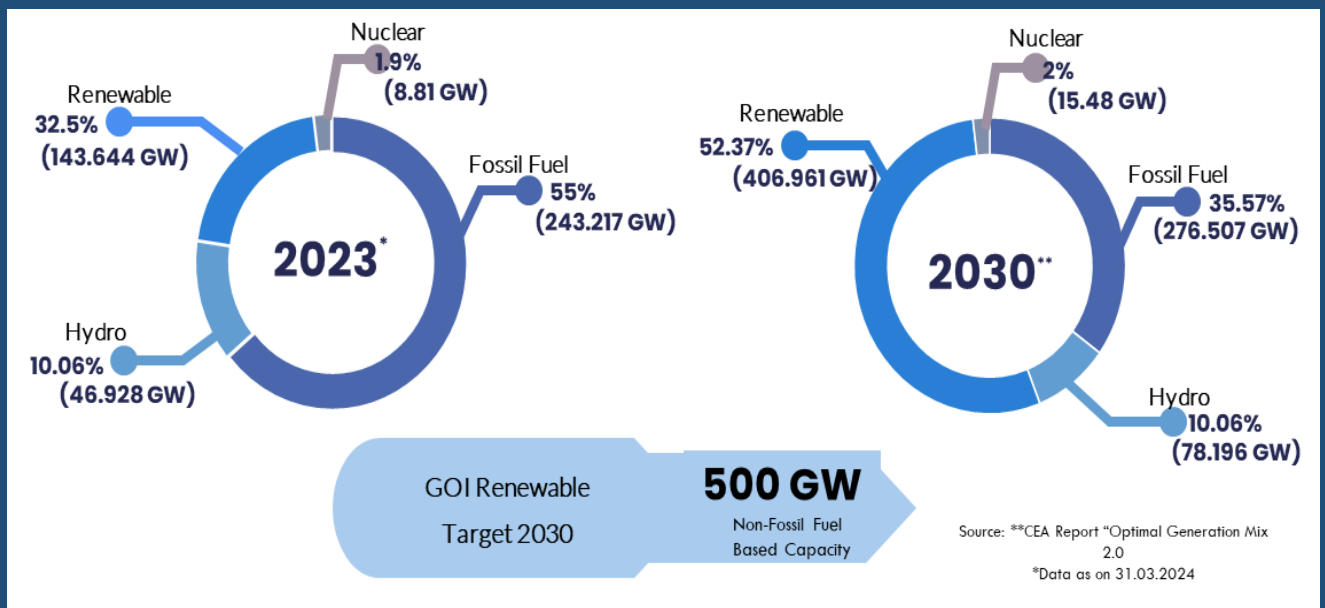 Nuclear
1.9%
(8.81 GW)
Renewable
32.5%
(143.644 GW)
Fossil Fuel
55%
(243.217 GW)
2023*
Hydro
10.06%
(46.928 GW)
Nuclear
2%
(15.48 GW)
Renewable
52.37%
(406.961 GW)
Fossil Fuel
35.57%
(276.507 GW)
2030**
Hydro
10.06%
(78.196 GW)
GOI Renewable
Target 2030
500 GW
Non-Fossil Fuel
Based Capacity
Source: **CEA Report “Optimal Generation Mix
2.0
*Data as on 31.03.2024